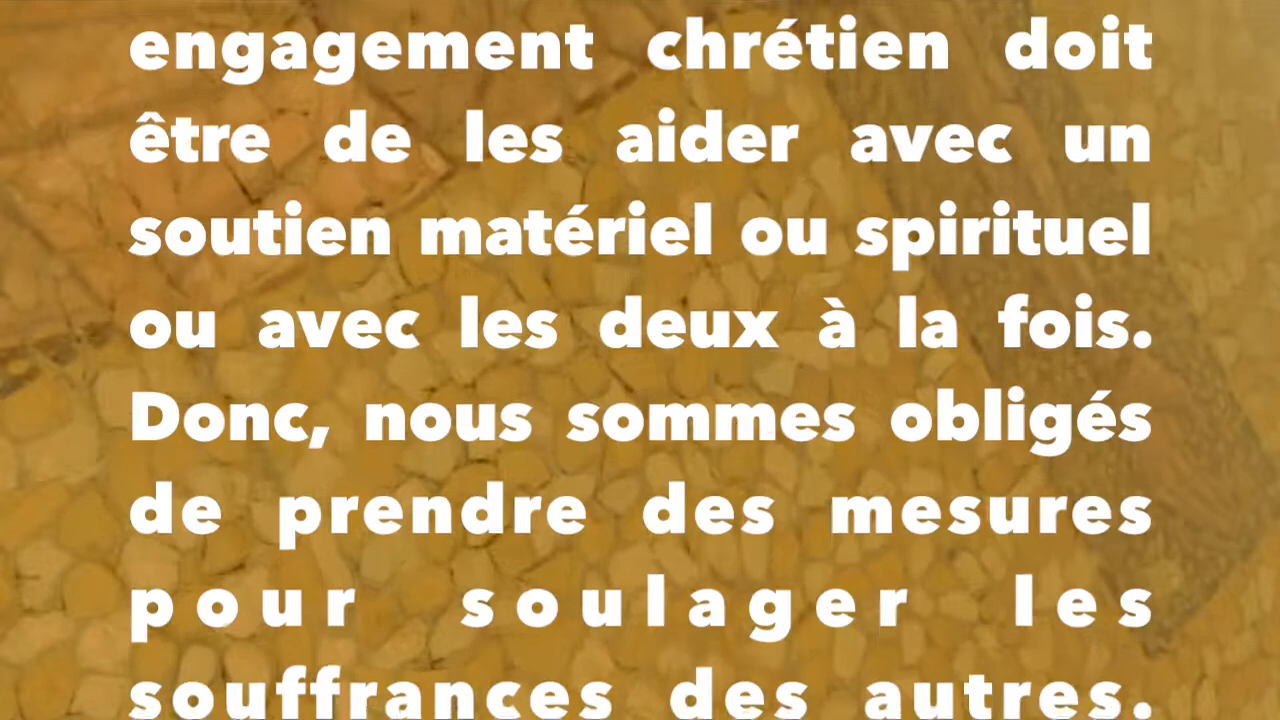 engagement chrétien doit
être de les aider avec un
soutien matériel ou spirituel
ou avec les deux à la fois.
Donc, nous sommes obligés
de prendre des mesures
pour soulager les
souffrances des autres.